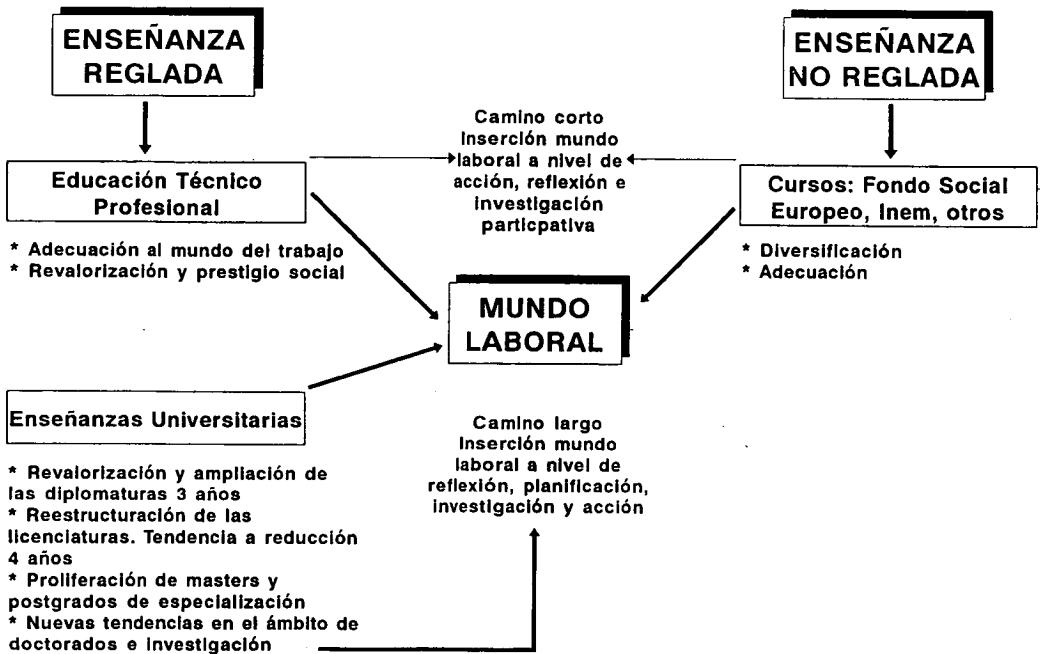 ENSEÑANZA
REGLADA
ENSEÑANZA
NO REGLADA
Camino corto
Inserción mundo
laboral a nivel de
acción, reflexión e
investigación
particpativa
Educación Técnico
Profesional
Cursos: Fondo Social
Europeo, Inem, otros
* Adecuación al mundo del trabajo
* Revalorización y prestigio social
* Diversificación
* Adecuación
MUNDO
LABORAL
Enseñanzas Universitarias
Camino largo
Inserción mundo
laboral a nivel de
reflexión, planificación,
investigación y acción
* Revalorización y ampliación de
las diplomaturas 3 años
* Reestructuración de las
licenciaturas. Tendencia a reducción
4 años
* Proliferación de masters y
postgrados de especialización
* Nuevas tendencias en el ámbito de
doctorados e investigación